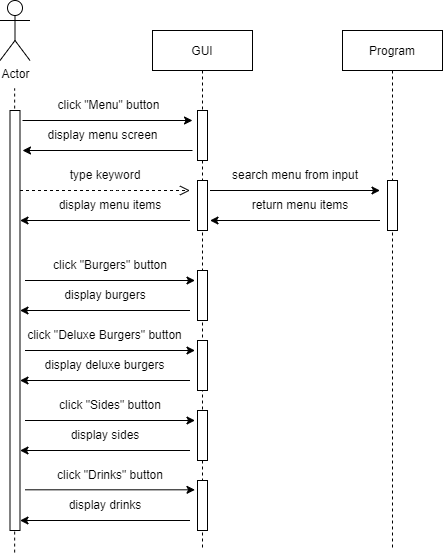 GUI
Program
Actor
click "Menu" button
display menu screen
type keyword
search menu from input
display menu items
return menu items
click "Burgers" button
display burgers
click "Deluxe Burgers" button
display deluxe burgers
click "Sides" button
display sides
click "Drinks" button
display drinks